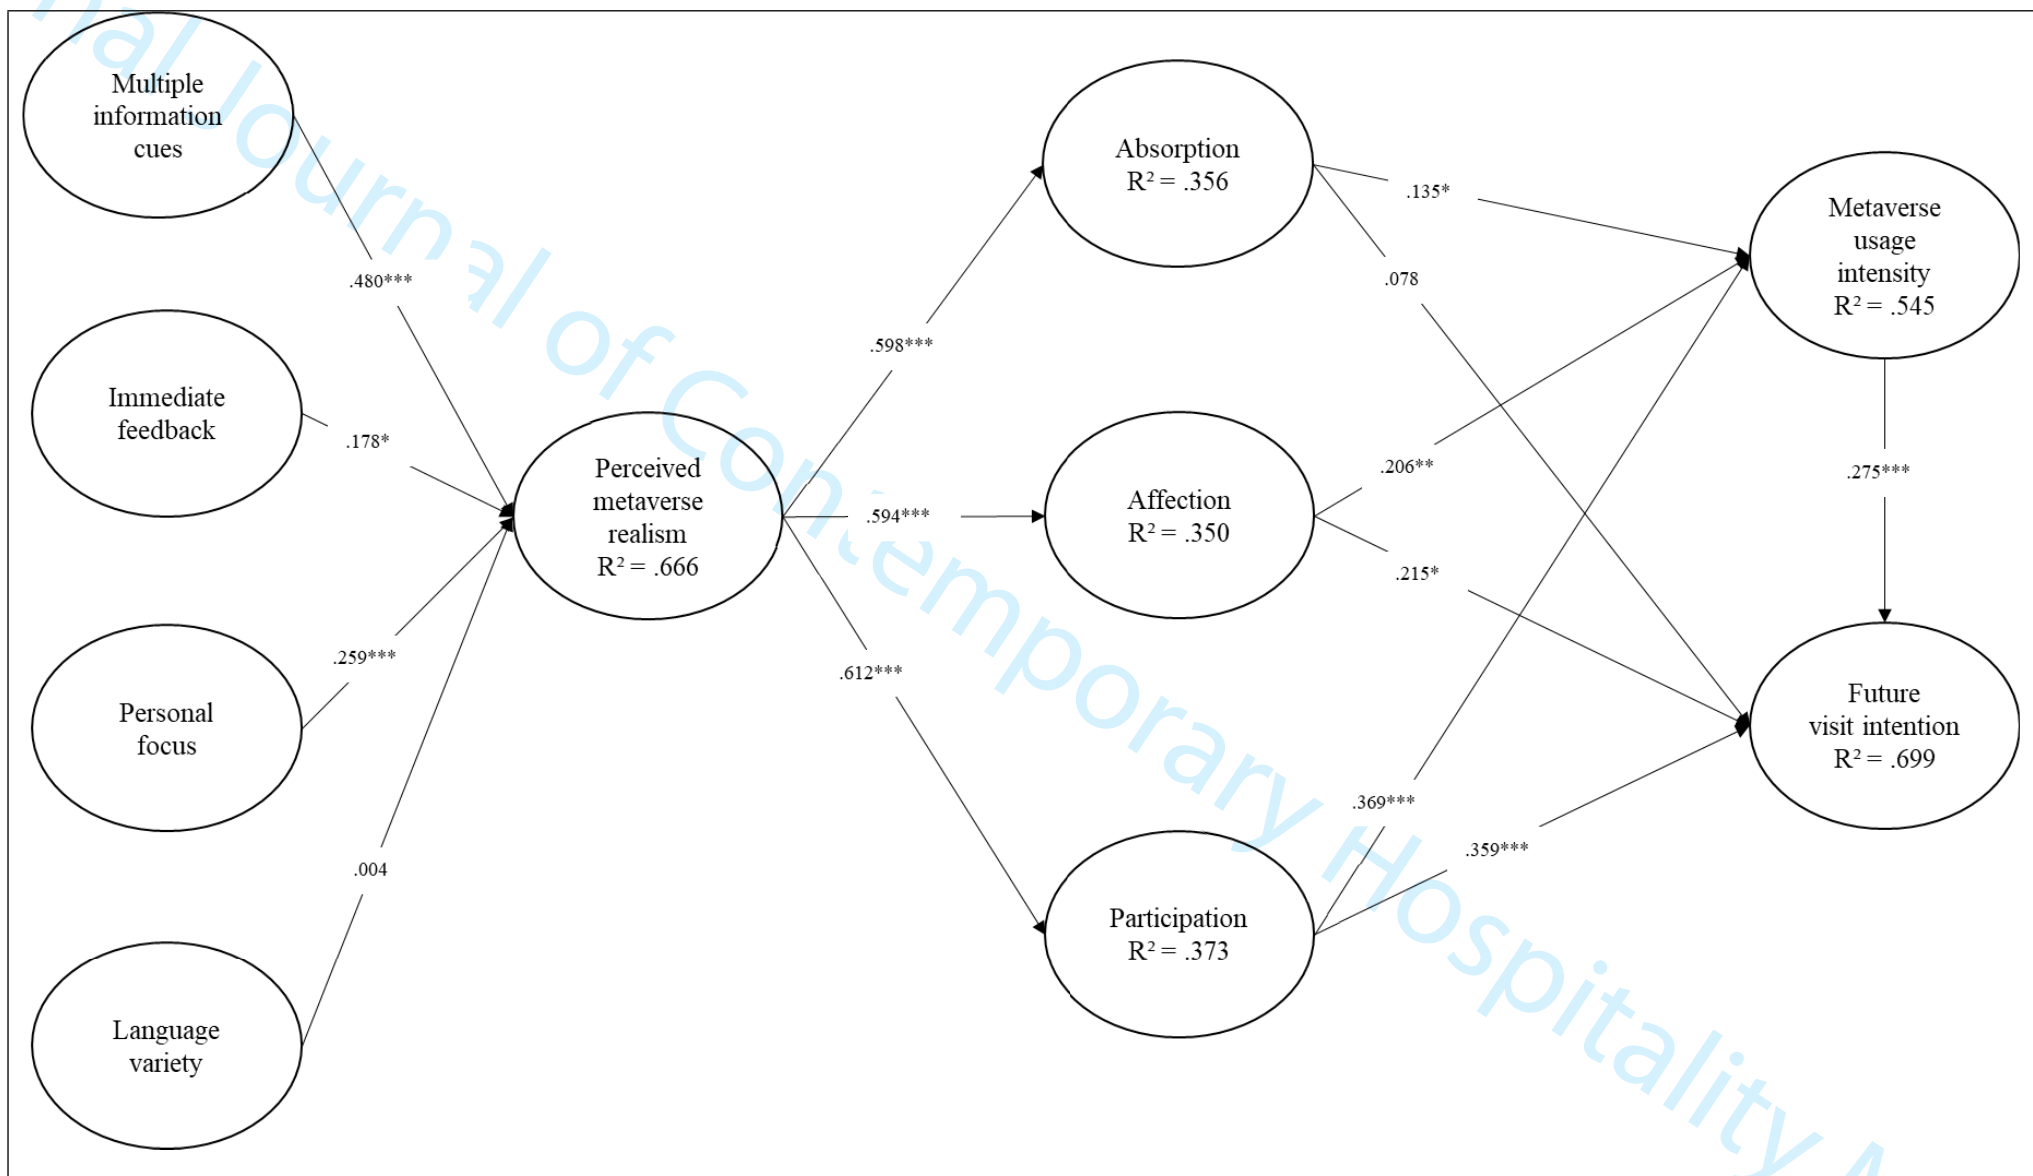 nal Journal of Contemporary Hospitality M
Multiple
information
cues
Immediate
feedback
Personal
focus
Language
variety
.480***
.178*
.259***
.004
Perceived
metaverse
realism
R² = .666
.598***
.594***
.612***
Absorption
R² = .356
Affection
R² = .350
Participation
R² = .373
.135*
.078
.206**
.215*
.369***
.359***
Metaverse
usage
intensity
R² = .545
.275***
Future
visit intention
R² = .699